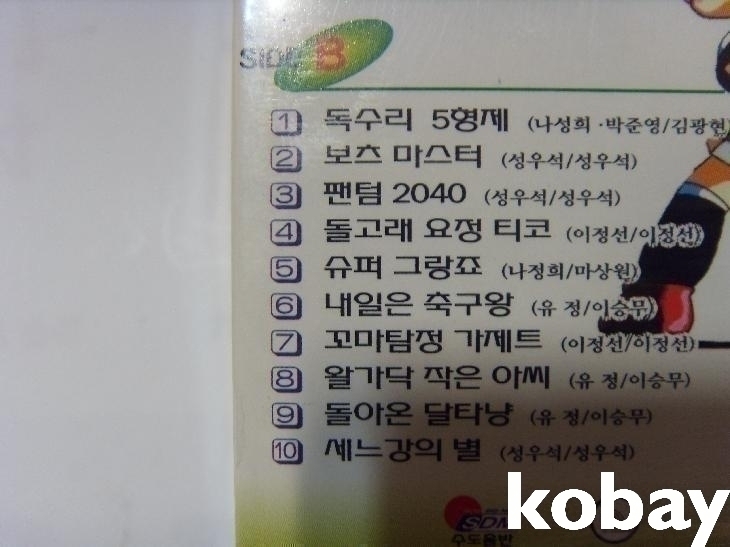 SIDE B
1 독수리 5형제 (나성희 · 박준영/김광현
2 보츠 마스터 (성우석/성우석)
3 팬텀 2040 (성우석/성우석)
4 돌고래 요정 티코 (이정선/이정선)
5 슈퍼 그랑죠 (나정희/마상원)
6 내일은 축구왕 (유 정/이승무)
7 꼬마탐정 가제트 (이정선/이정선)
8 왈가닥 작은 아씨 (유 정/이승무)
9 돌아온 달타냥 (유 정/이승무)
10 세느강의 별 (성우석/성우석)
SDM
수도음반
kobay